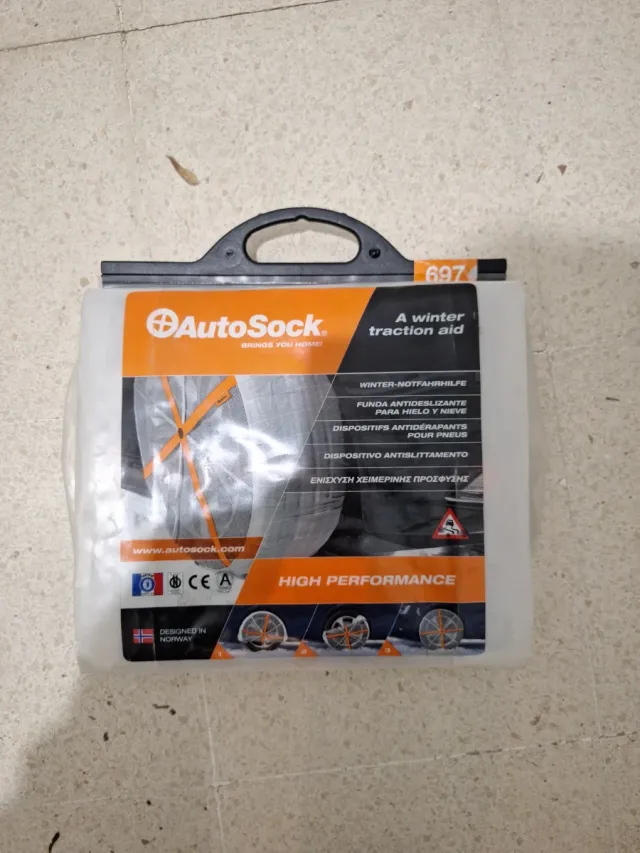 697
AutoSock®
BRINGS YOU HOME!
A winter
traction aid
WINTER-NOTFAHRHILFE
FUNDA ANTIDESLIZANTE
PARA HIELO Y NIEVE
DISPOSITIFS ANTIDÉRAPANTS
POUR PNEUS
DISPOSITIVO ANTISLITTAMENTO
ΕΝΙΣΧΥΣΗ ΧΕΙΜΕΡΙΝΗΣ ΠΡΟΣΦΥΣΗΣ
www.autosock.com
CE
A
HIGH PERFORMANCE
DESIGNED IN
NORWAY